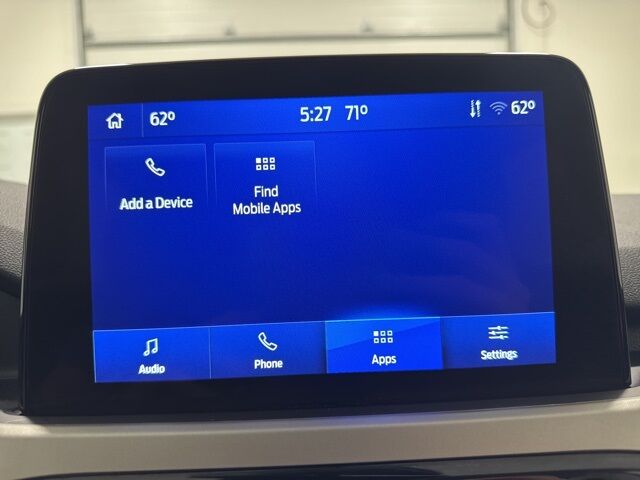 62° 5:27 71° 62°
Add a Device
Find
Mobile Apps
Audio Phone Apps Settings